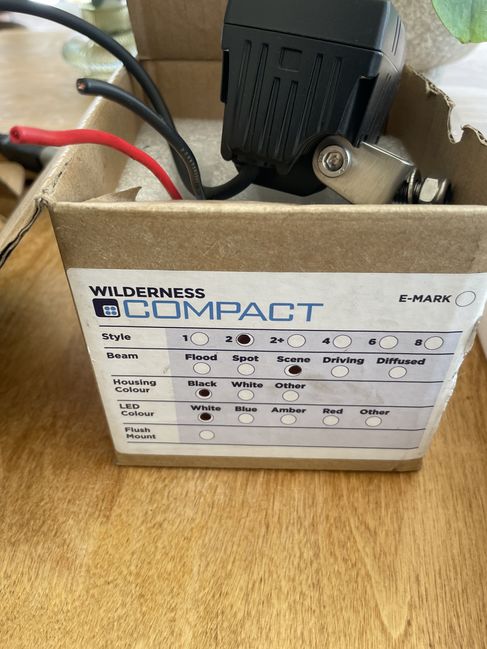 WILDERNESS
COMPACT
E-MARK
Style 1 2 2+ 4 6 8
Beam Flood Spot Scene Driving Diffused
Housing Colour Black White Other
LED Colour White Blue Amber Red Other
Flush Mount